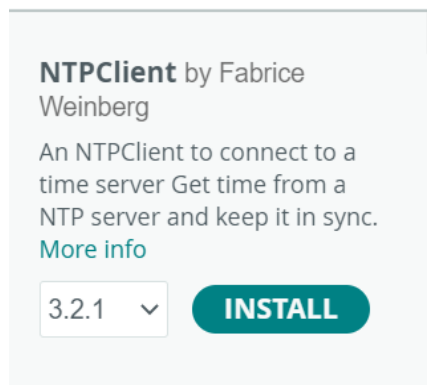 NTPClient by Fabrice
Weinberg
An NTPClient to connect to a
time server Get time from a
NTP server and keep it in sync.
More info
3.2.1
INSTALL